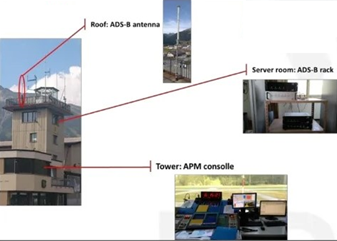 Roof: ADS-B antenna
Server room: ADS-B rack
Tower: APM consolle